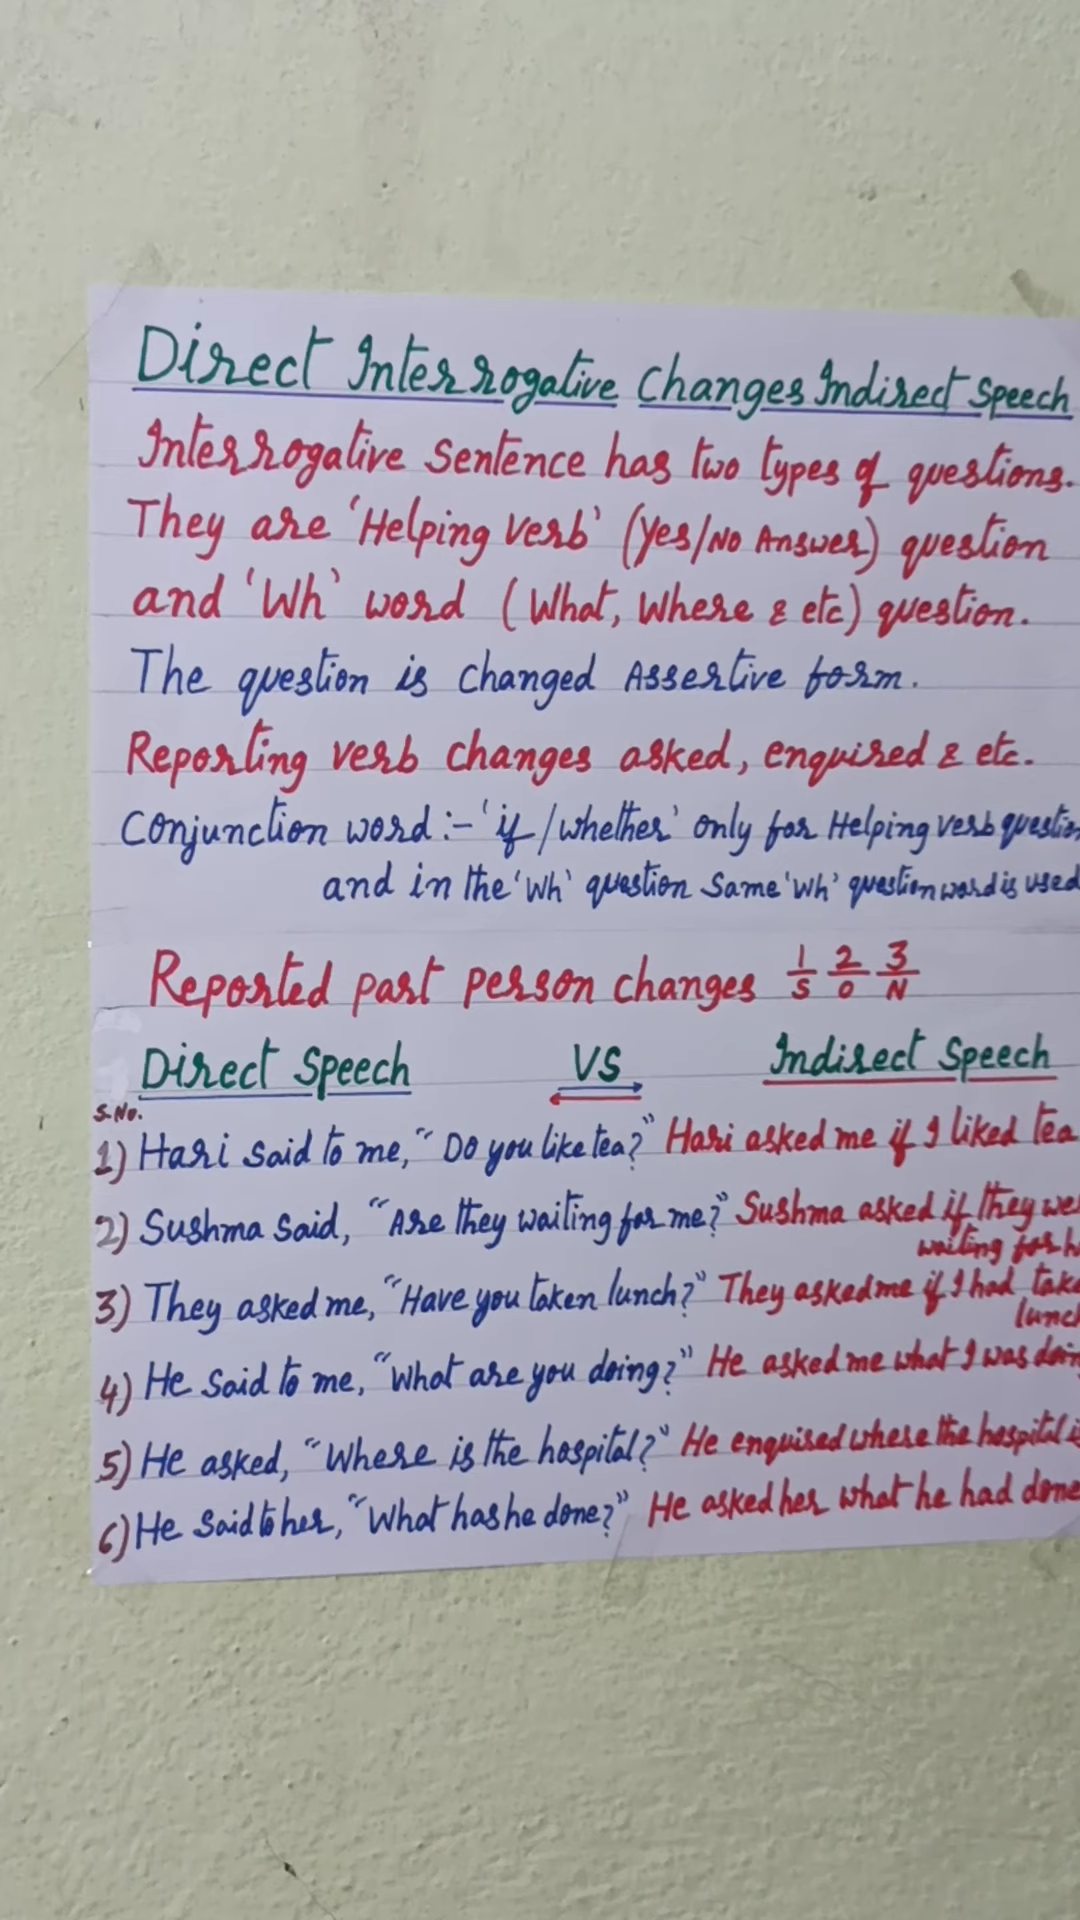 Direct Interrogative Changes Indirect Speech
Interrogative Sentence has two types of questions.
They are 'Helping verb' (Yes/No Answer) question
and 'Wh' word (What, Where & etc) question.
The question is changed Assertive form.
Reporting verb changes asked, enquired & etc.
Conjunction word :- 'if/whether' only for Helping verb
and in the 'Wh' question Same 'Wh' question word is used
Reported part person changes 1/S 2/O 3/N
Direct Speech VS Indirect Speech
S.No.
1) Hari said to me, "Do you like tea?" Hari asked me if I liked tea
2) Sushma said, "Are they waiting for me?" Sushma asked if they
waiting for
3) They asked me, "Have you taken lunch?" They asked me if I had
4) He said to me, "What are you doing?" He asked me what I was
5) He asked, "Where is the hospital?" He enquired where the hospital
6) He said to her, "What has he done?" He asked her what he had done